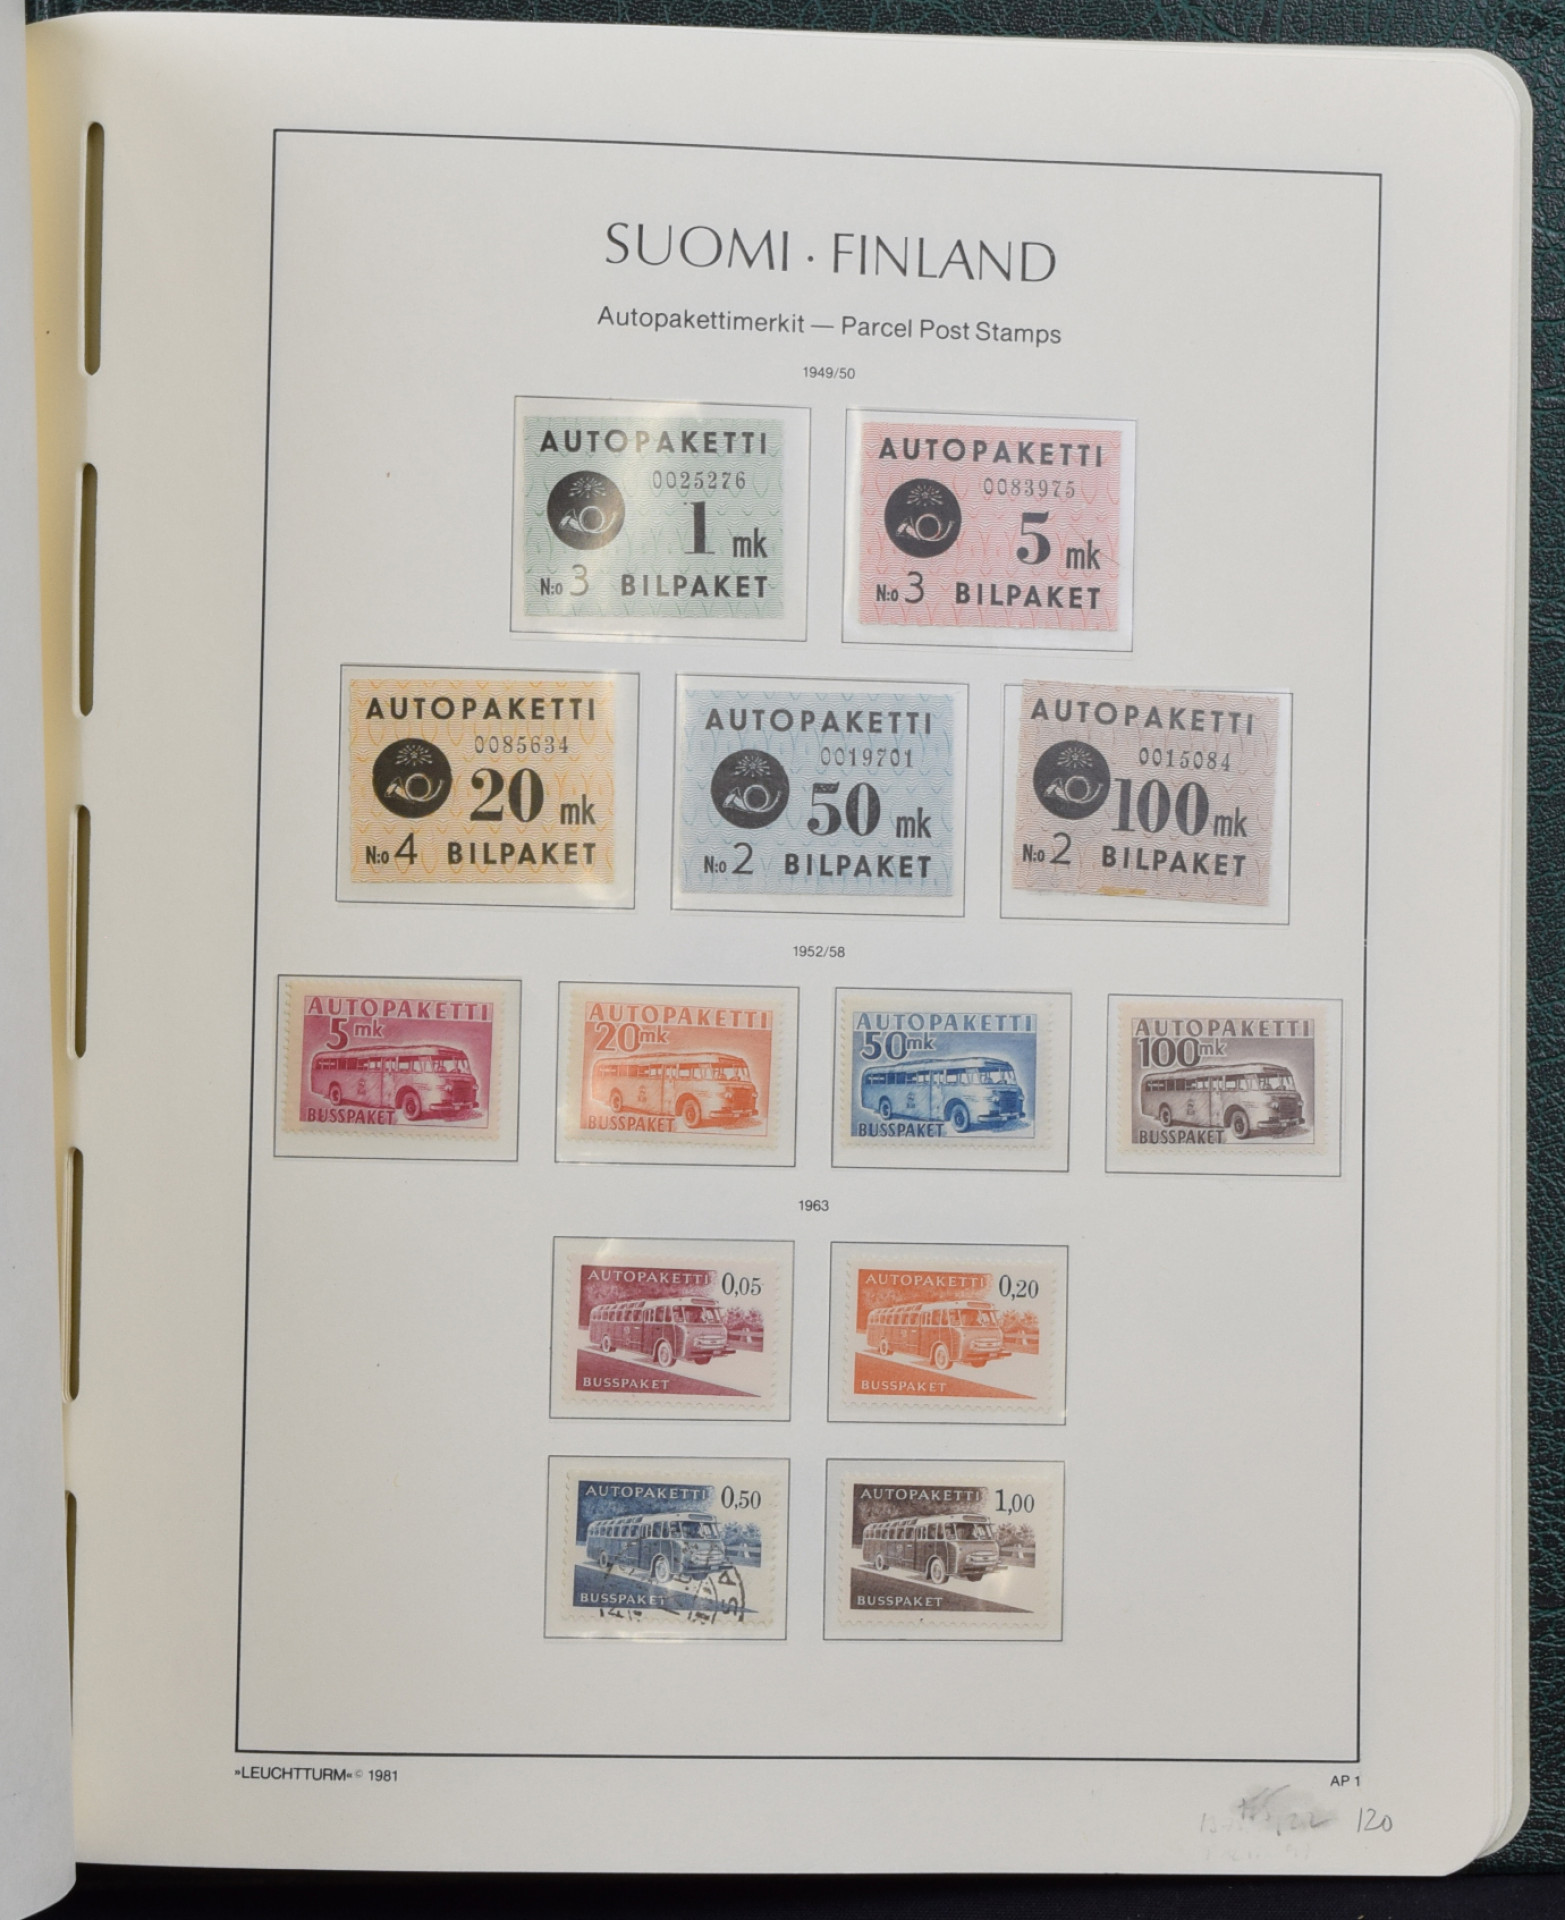 SUOMI · FINLAND
Autopakettimerkit — Parcel Post Stamps
1949/50
AUTOPAKETTI
0025276
1 mk
N:o 3 BILPAKET
AUTOPAKETTI
0083975
5 mk
N:o 3 BILPAKET
AUTOPAKETTI
0085634
20 mk
N:o 4 BILPAKET
AUTOPAKETTI
0019701
50 mk
N:o 2 BILPAKET
AUTOPAKETTI
0015084
100 mk
N:o 2 BILPAKET
1952/58
AUTOPAKETTI
5 mk
BUSSPAKET
AUTOPAKETTI
20 mk
BUSSPAKET
AUTOPAKETTI
50 mk
BUSSPAKET
AUTOPAKETTI
100 mk
BUSSPAKET
1963
AUTOPAKETTI 0,05
BUSSPAKET
AUTOPAKETTI 0,20
BUSSPAKET
AUTOPAKETTI 0,50
BUSSPAKET
AUTOPAKETTI 1,00
BUSSPAKET
»LEUCHTTURM« © 1981
AP 1
120